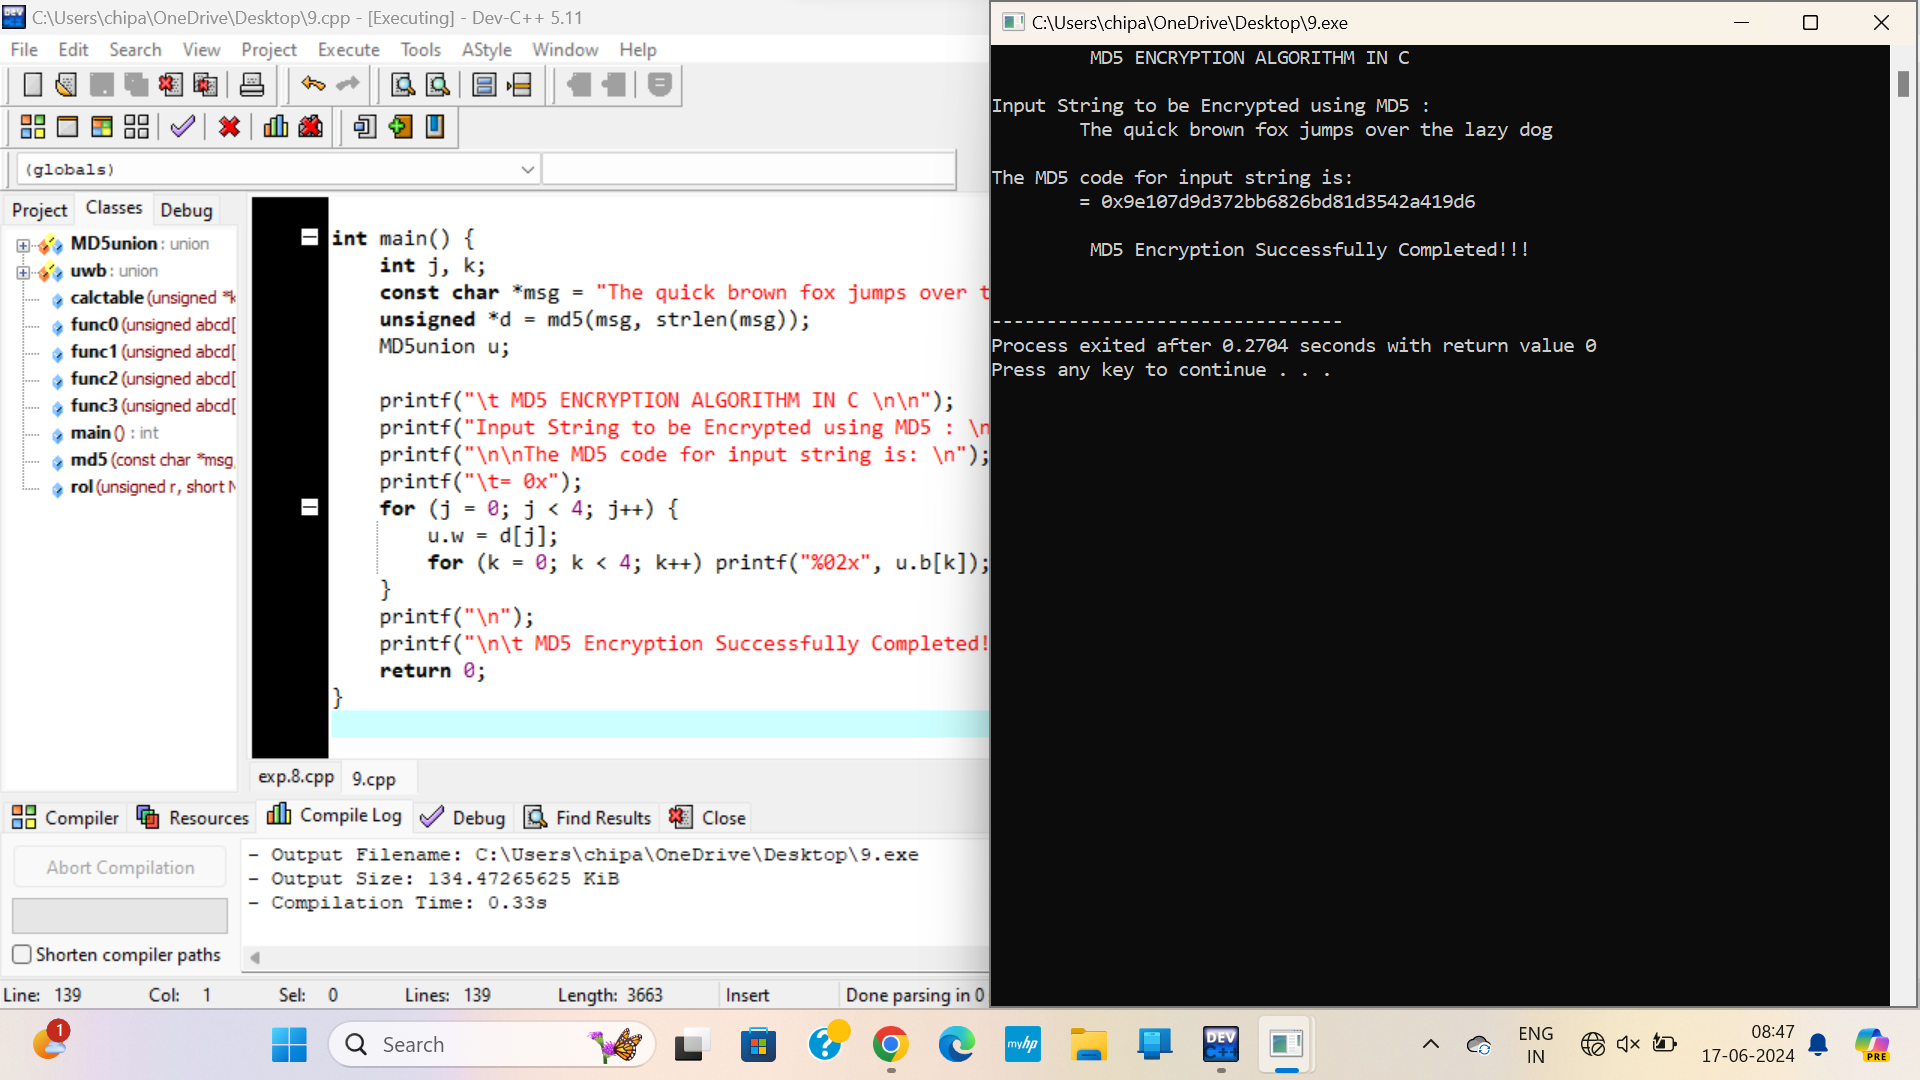 C:\Users\chipa\OneDrive\Desktop\9.cpp - [Executing] - Dev-C++ 5.11
File Edit Search View Project Execute Tools AStyle Window Help
(globals)
Project Classes Debug
MD5union : union
uwb : union
calctable (unsigned *k
func0 (unsigned abcd[
func1 (unsigned abcd[
func2 (unsigned abcd[
func3 (unsigned abcd[
main () : int
md5 (const char *msg,
rol (unsigned r, short N
int main() {
int j, k;
const char *msg = "The quick brown fox jumps over t
unsigned *d = md5(msg, strlen(msg));
MD5union u;
printf("\t MD5 ENCRYPTION ALGORITHM IN C \n\n");
printf("Input String to be Encrypted using MD5 : \n
printf("\n\nThe MD5 code for input string is: \n");
printf("\t= 0x");
for (j = 0; j < 4; j++) {
u.w = d[j];
for (k = 0; k < 4; k++) printf("%02x", u.b[k]);
}
printf("\n");
printf("\n\t MD5 Encryption Successfully Completed!
return 0;
}
exp.8.cpp 9.cpp
Compiler Resources Compile Log Debug Find Results Close
Abort Compilation
Shorten compiler paths
- Output Filename: C:\Users\chipa\OneDrive\Desktop\9.exe
- Output Size: 134.47265625 KiB
- Compilation Time: 0.33s
Line: 139 Col: 1 Sel: 0 Lines: 139 Length: 3663 Insert Done parsing in 0
C:\Users\chipa\OneDrive\Desktop\9.exe
MD5 ENCRYPTION ALGORITHM IN C
Input String to be Encrypted using MD5 :
The quick brown fox jumps over the lazy dog
The MD5 code for input string is:
= 0x9e107d9d372bb6826bd81d3542a419d6
MD5 Encryption Successfully Completed!!!
--------------------------------
Process exited after 0.2704 seconds with return value 0
Press any key to continue . . .
1
Search
myhp
DEV
C++
ENG
IN
08:47
17-06-2024
PRE